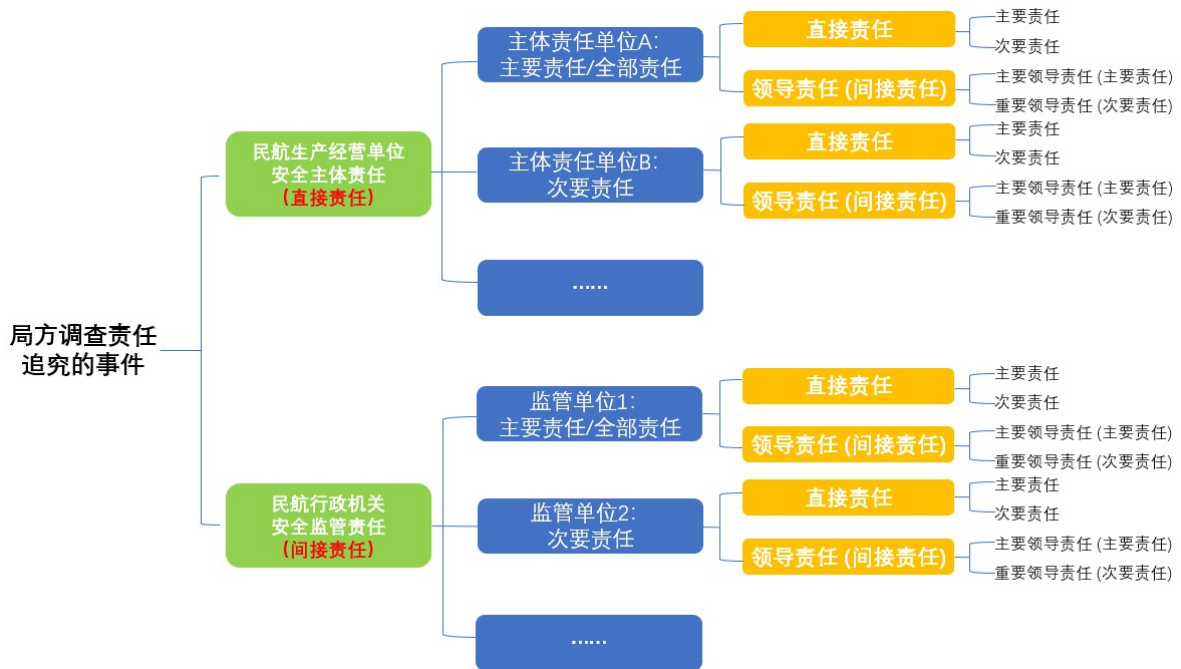 局方调查责任
追究的事件
民航生产经营单位
安全主体责任
(直接责任)
主体责任单位A:
主要责任/全部责任
直接责任
主要责任
次要责任
领导责任 (间接责任)
主要领导责任 (主要责任)
重要领导责任 (次要责任)
主体责任单位B:
次要责任
直接责任
主要责任
次要责任
领导责任 (间接责任)
主要领导责任 (主要责任)
重要领导责任 (次要责任)
......
民航行政机关
安全监管责任
(间接责任)
监管单位1:
主要责任/全部责任
直接责任
主要责任
次要责任
领导责任 (间接责任)
主要领导责任 (主要责任)
重要领导责任 (次要责任)
监管单位2:
次要责任
直接责任
主要责任
次要责任
领导责任 (间接责任)
主要领导责任 (主要责任)
重要领导责任 (次要责任)
......